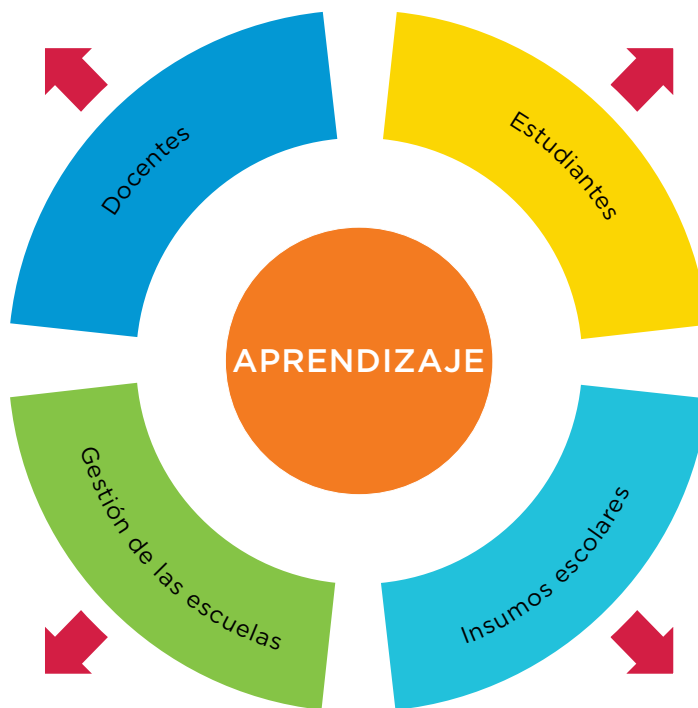 Docentes
Estudiantes
APRENDIZAJE
Gestión de las escuelas
Insumos escolares